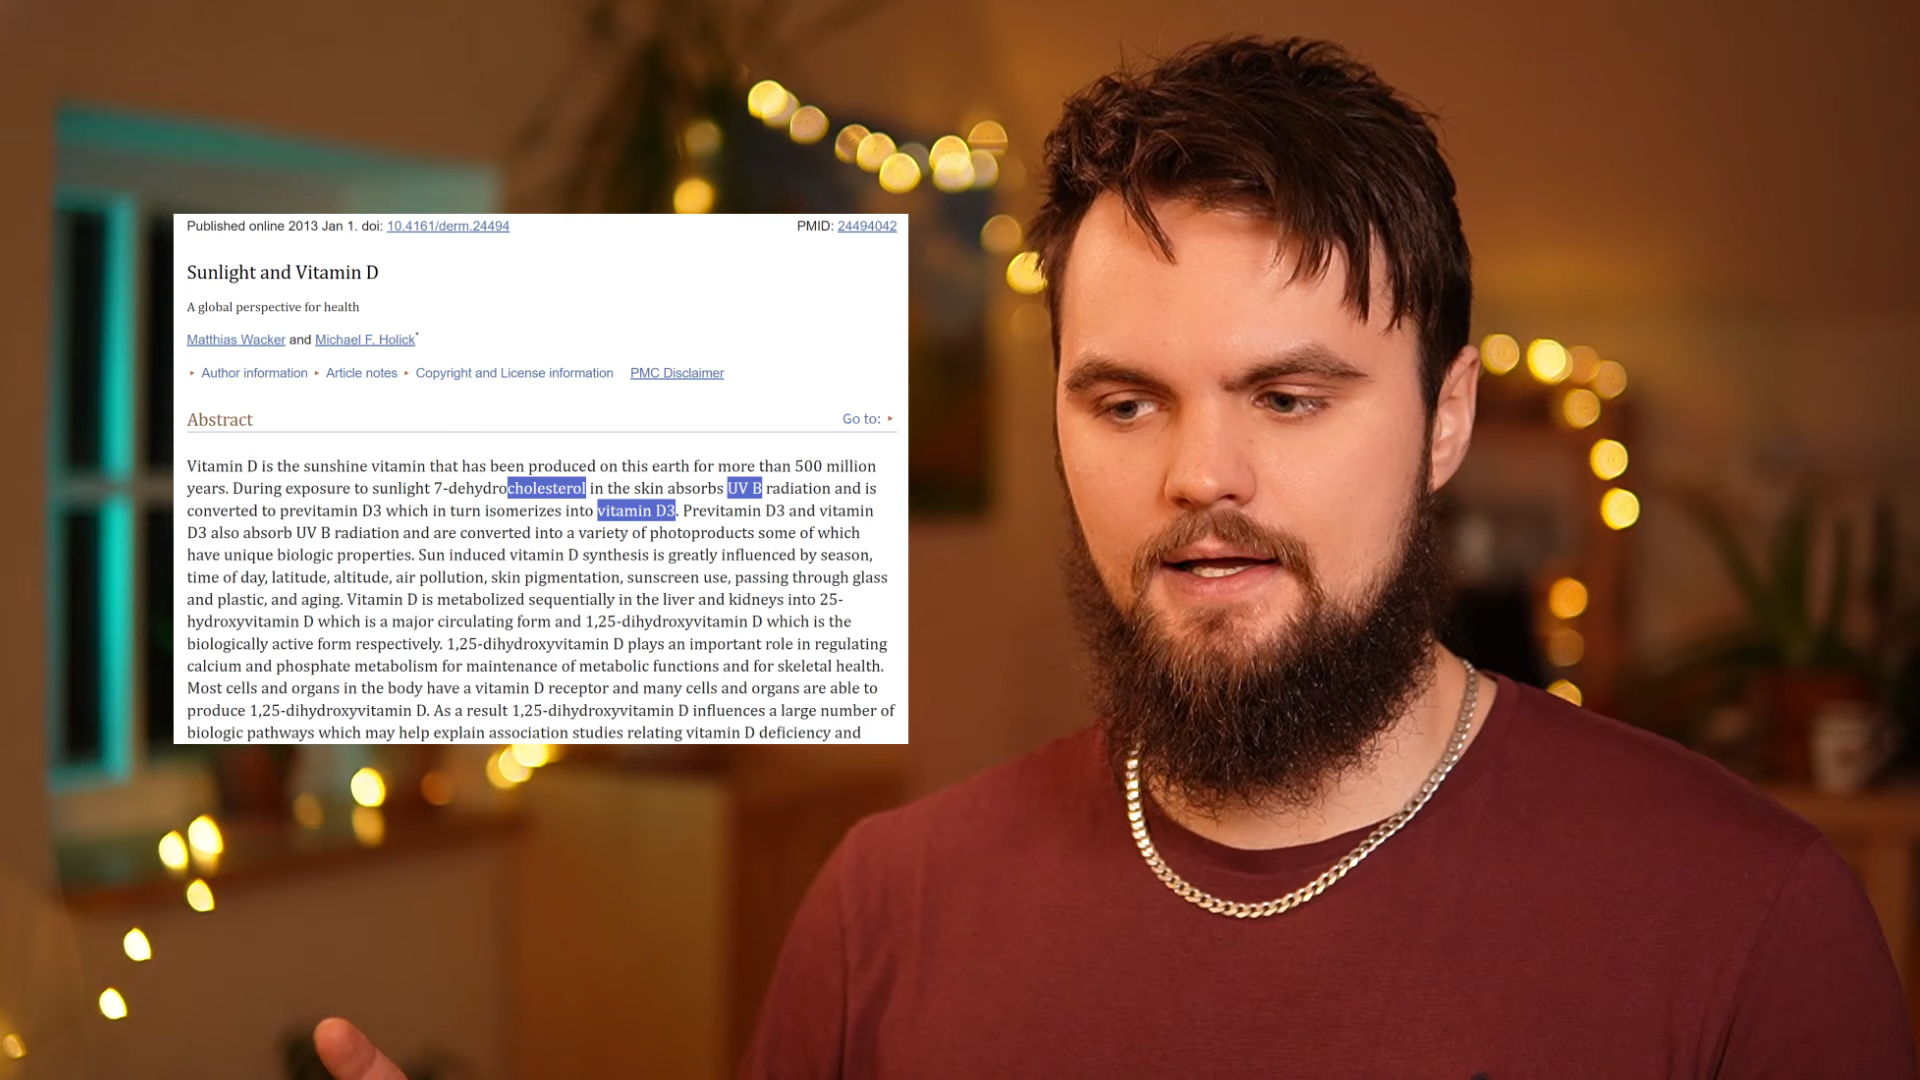 Published online 2013 Jan 1. doi: 10.4161/derm.24494 PMID: 24494042
Sunlight and Vitamin D
A global perspective for health
Matthias Wacker and Michael F. Holick*
▸ Author information ▸ Article notes ▸ Copyright and License information PMC Disclaimer
Abstract Go to: ▸
Vitamin D is the sunshine vitamin that has been produced on this earth for more than 500 million
years. During exposure to sunlight 7-dehydrocholesterol in the skin absorbs UV B radiation and is
converted to previtamin D3 which in turn isomerizes into vitamin D3. Previtamin D3 and vitamin
D3 also absorb UV B radiation and are converted into a variety of photoproducts some of which
have unique biologic properties. Sun induced vitamin D synthesis is greatly influenced by season,
time of day, latitude, altitude, air pollution, skin pigmentation, sunscreen use, passing through glass
and plastic, and aging. Vitamin D is metabolized sequentially in the liver and kidneys into 25-
hydroxyvitamin D which is a major circulating form and 1,25-dihydroxyvitamin D which is the
biologically active form respectively. 1,25-dihydroxyvitamin D plays an important role in regulating
calcium and phosphate metabolism for maintenance of metabolic functions and for skeletal health.
Most cells and organs in the body have a vitamin D receptor and many cells and organs are able to
produce 1,25-dihydroxyvitamin D. As a result 1,25-dihydroxyvitamin D influences a large number of
biologic pathways which may help explain association studies relating vitamin D deficiency and